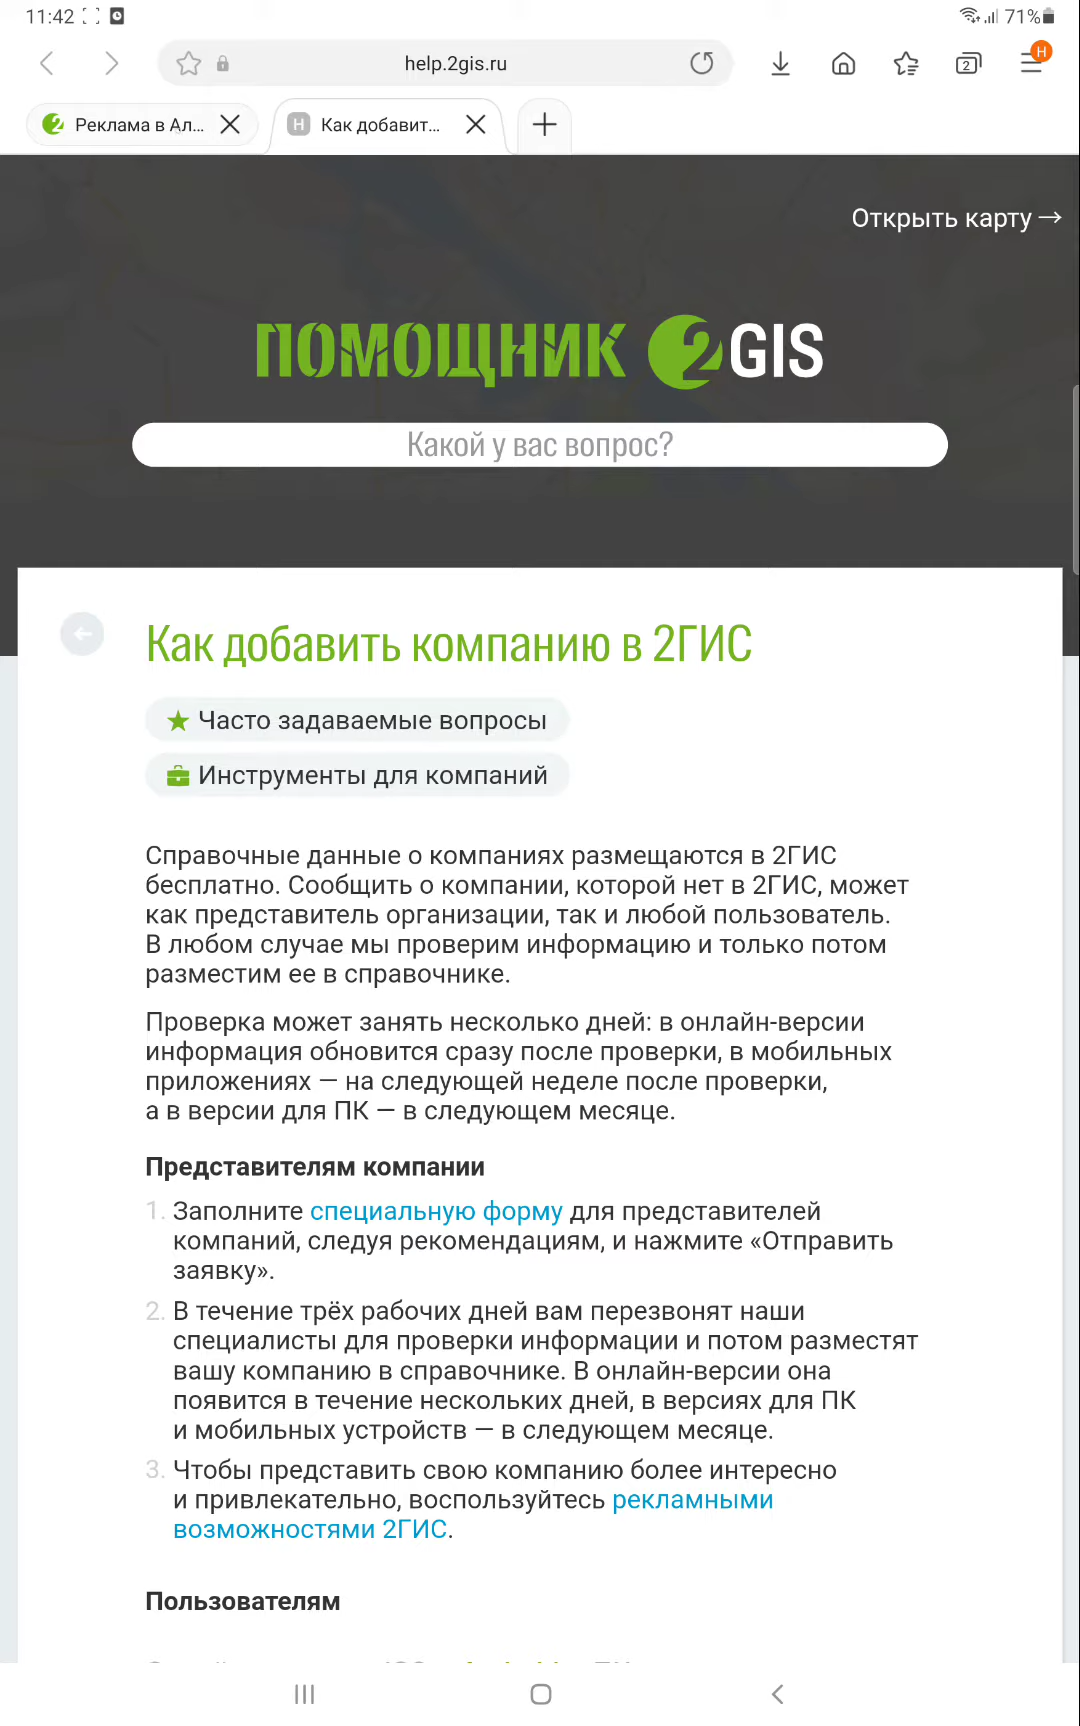 11:42
71%
help.2gis.ru
2
H
Реклама в Ал...
H
Как добавит...
Открыть карту →
ПОМОЩНИК 2GIS
Какой у вас вопрос?
Как добавить компанию в 2ГИС
Часто задаваемые вопросы
Инструменты для компаний
Справочные данные о компаниях размещаются в 2ГИС
бесплатно. Сообщить о компании, которой нет в 2ГИС, может
как представитель организации, так и любой пользователь.
В любом случае мы проверим информацию и только потом
разместим ее в справочнике.
Проверка может занять несколько дней: в онлайн-версии
информация обновится сразу после проверки, в мобильных
приложениях — на следующей неделе после проверки,
а в версии для ПК — в следующем месяце.
Представителям компании
1. Заполните специальную форму для представителей
компаний, следуя рекомендациям, и нажмите «Отправить
заявку».
2. В течение трёх рабочих дней вам перезвонят наши
специалисты для проверки информации и потом разместят
вашу компанию в справочнике. В онлайн-версии она
появится в течение нескольких дней, в версиях для ПК
и мобильных устройств — в следующем месяце.
3. Чтобы представить свою компанию более интересно
и привлекательно, воспользуйтесь рекламными
возможностями 2ГИС.
Пользователям